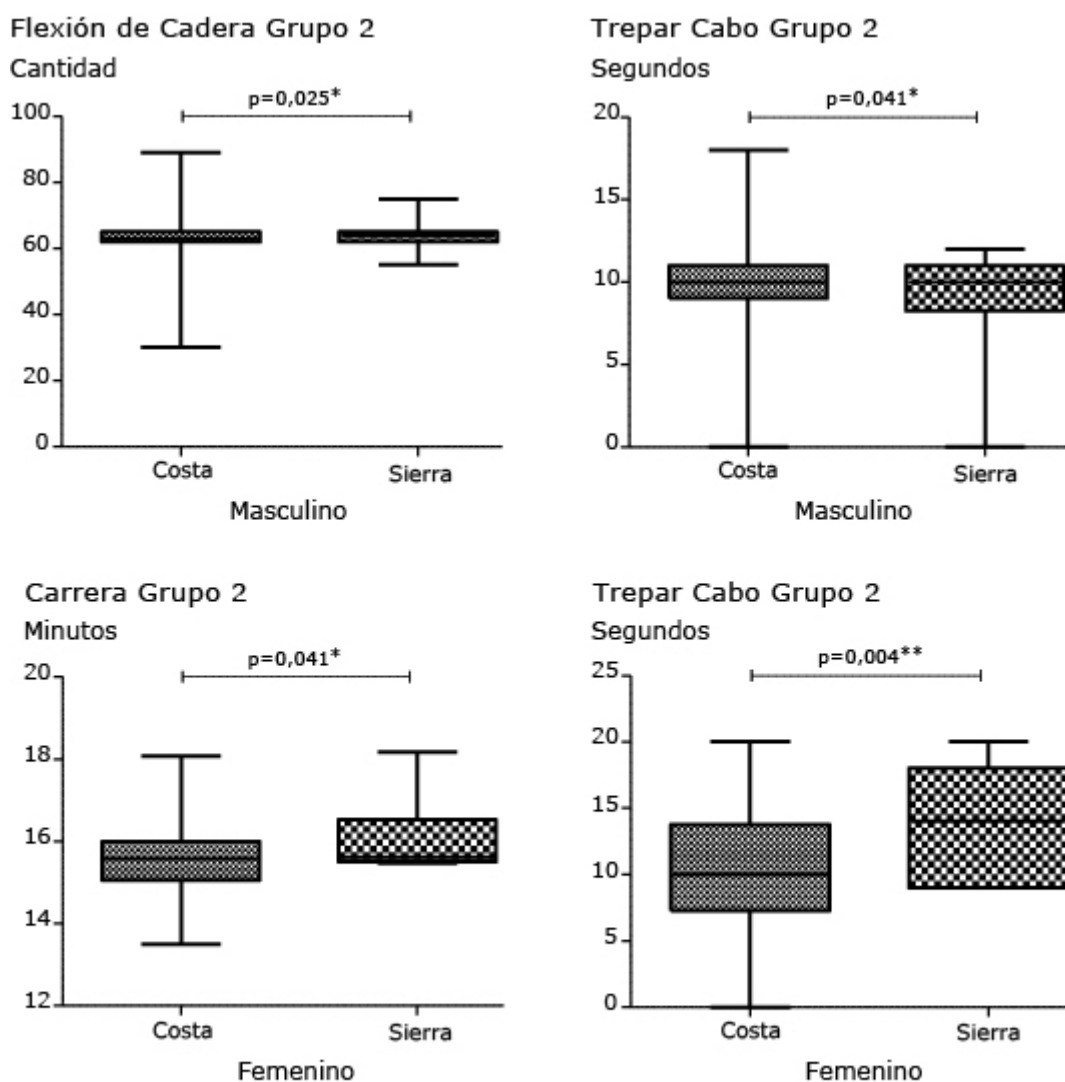 Flexión de Cadera Grupo 2
Cantidad
p=0,025*
100
80
60
40
20
0
Costa
Sierra
Masculino
Trepar Cabo Grupo 2
Segundos
p=0,041*
20
15
10
5
0
Costa
Sierra
Masculino
Carrera Grupo 2
Minutos
p=0,041*
20
18
16
14
12
Costa
Sierra
Femenino
Trepar Cabo Grupo 2
Segundos
p=0,004**
25
20
15
10
5
0
Costa
Sierra
Femenino